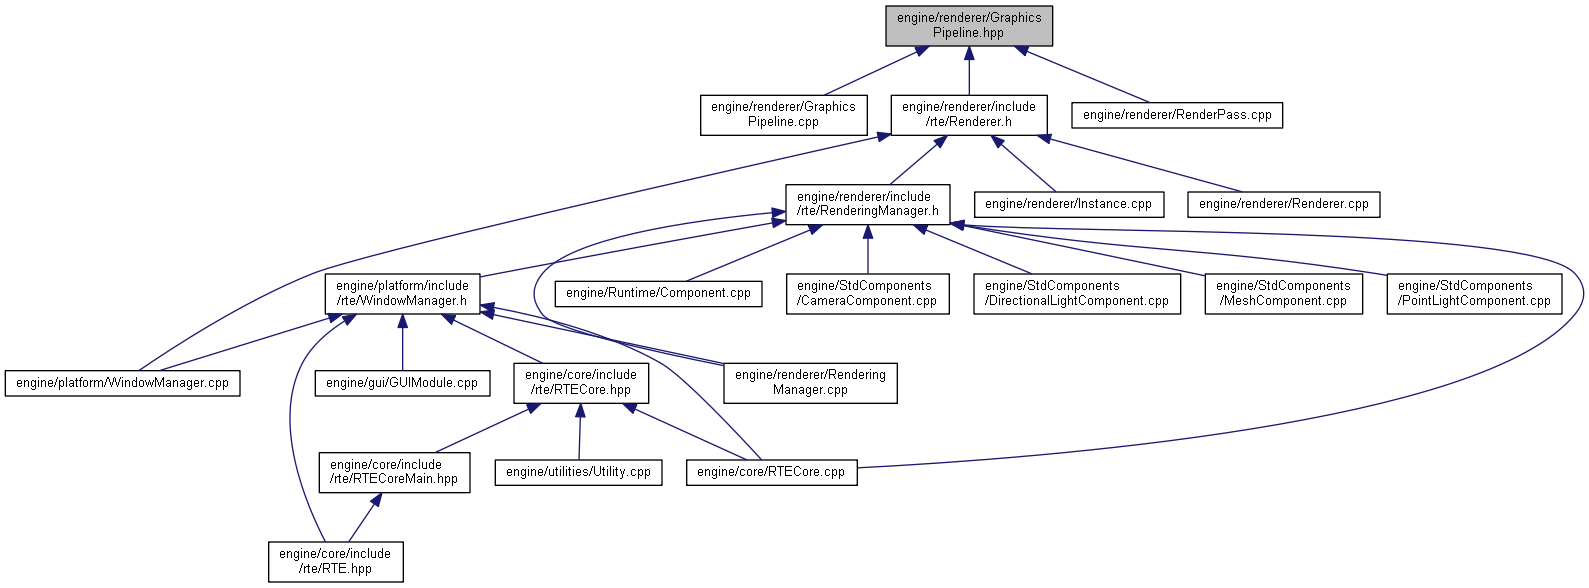 engine/renderer/Graphics
Pipeline.hpp
engine/renderer/Graphics
Pipeline.cpp
engine/renderer/include
/rte/Renderer.h
engine/renderer/RenderPass.cpp
engine/renderer/include
/rte/RenderingManager.h
engine/renderer/Instance.cpp
engine/renderer/Renderer.cpp
engine/platform/include
/rte/WindowManager.h
engine/Runtime/Component.cpp
engine/StdComponents
/CameraComponent.cpp
engine/StdComponents
/DirectionalLightComponent.cpp
engine/StdComponents
/MeshComponent.cpp
engine/StdComponents
/PointLightComponent.cpp
engine/platform/WindowManager.cpp
engine/gui/GUIModule.cpp
engine/core/include
/rte/RTECore.hpp
engine/renderer/Rendering
Manager.cpp
engine/core/include
/rte/RTECoreMain.hpp
engine/utilities/Utility.cpp
engine/core/RTECore.cpp
engine/core/include
/rte/RTE.hpp